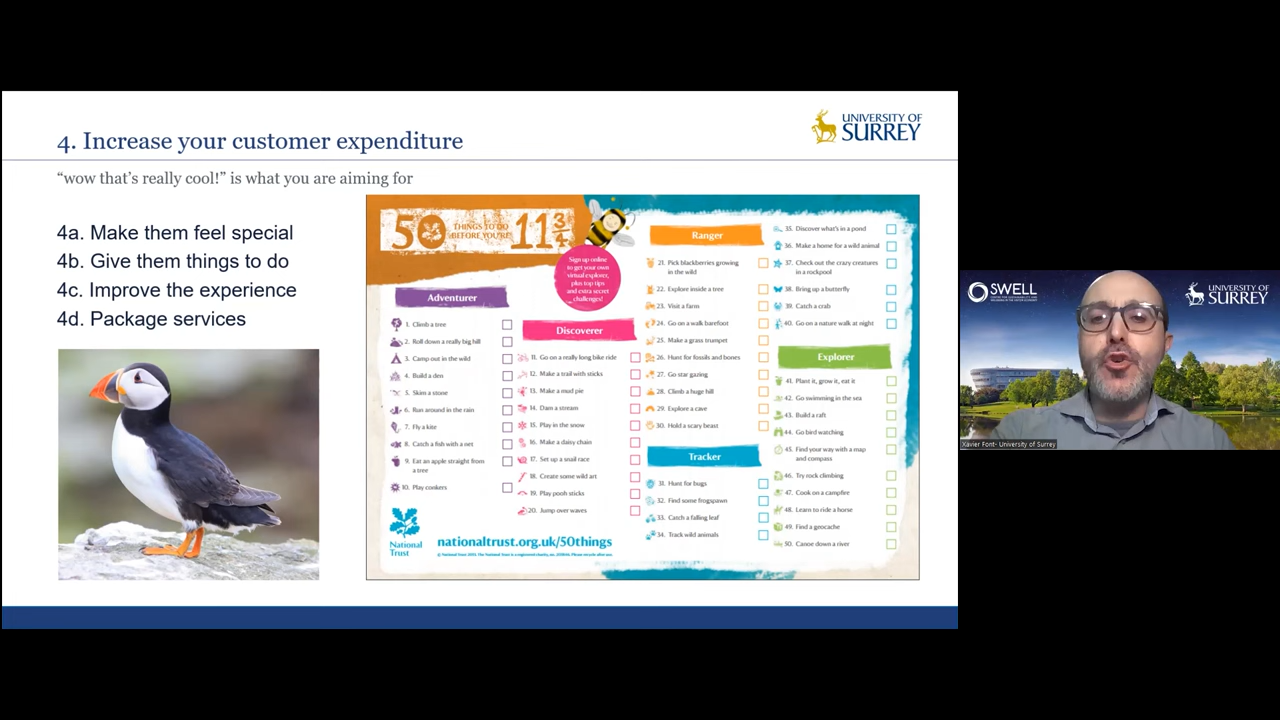 4. Increase your customer expenditure
UNIVERSITY OF
SURREY
“wow that’s really cool!” is what you are aiming for
4a. Make them feel special
4b. Give them things to do
4c. Improve the experience
4d. Package services
50 THINGS TO DO
BEFORE YOU'RE 11 3/4
Sign up online
to get your own
virtual explorer,
plus top tips
and extra secret
challenges!
Adventurer
1. Climb a tree
2. Roll down a really big hill
3. Camp out in the wild
4. Build a den
5. Skim a stone
6. Run around in the rain
7. Fly a kite
8. Catch a fish with a net
9. Eat an apple straight from
a tree
10. Play conkers
Discoverer
11. Go on a really long bike ride
12. Make a trail with sticks
13. Make a mud pie
14. Dam a stream
15. Play in the snow
16. Make a daisy chain
17. Set up a snail race
18. Create some wild art
19. Play pooh sticks
20. Jump over waves
Ranger
21. Pick blackberries growing
in the wild
22. Explore inside a tree
23. Visit a farm
24. Go on a walk barefoot
25. Make a grass trumpet
26. Hunt for fossils and bones
27. Go star gazing
28. Climb a huge hill
29. Explore a cave
30. Hold a scary beast
Tracker
31. Hunt for bugs
32. Find some frogspawn
33. Catch a falling leaf
34. Track wild animals
35. Discover what's in a pond
36. Make a home for a wild animal
37. Check out the crazy creatures
in a rockpool
38. Bring up a butterfly
39. Catch a crab
40. Go on a nature walk at night
Explorer
41. Plant it, grow it, eat it
42. Go swimming in the sea
43. Build a raft
44. Go bird watching
45. Find your way with a map
and compass
46. Try rock climbing
47. Cook on a campfire
48. Learn to ride a horse
49. Find a geocache
50. Canoe down a river
National
Trust
nationaltrust.org.uk/50things
SWELL
UNIVERSITY OF
SURREY
Xavier Font- University of Surrey